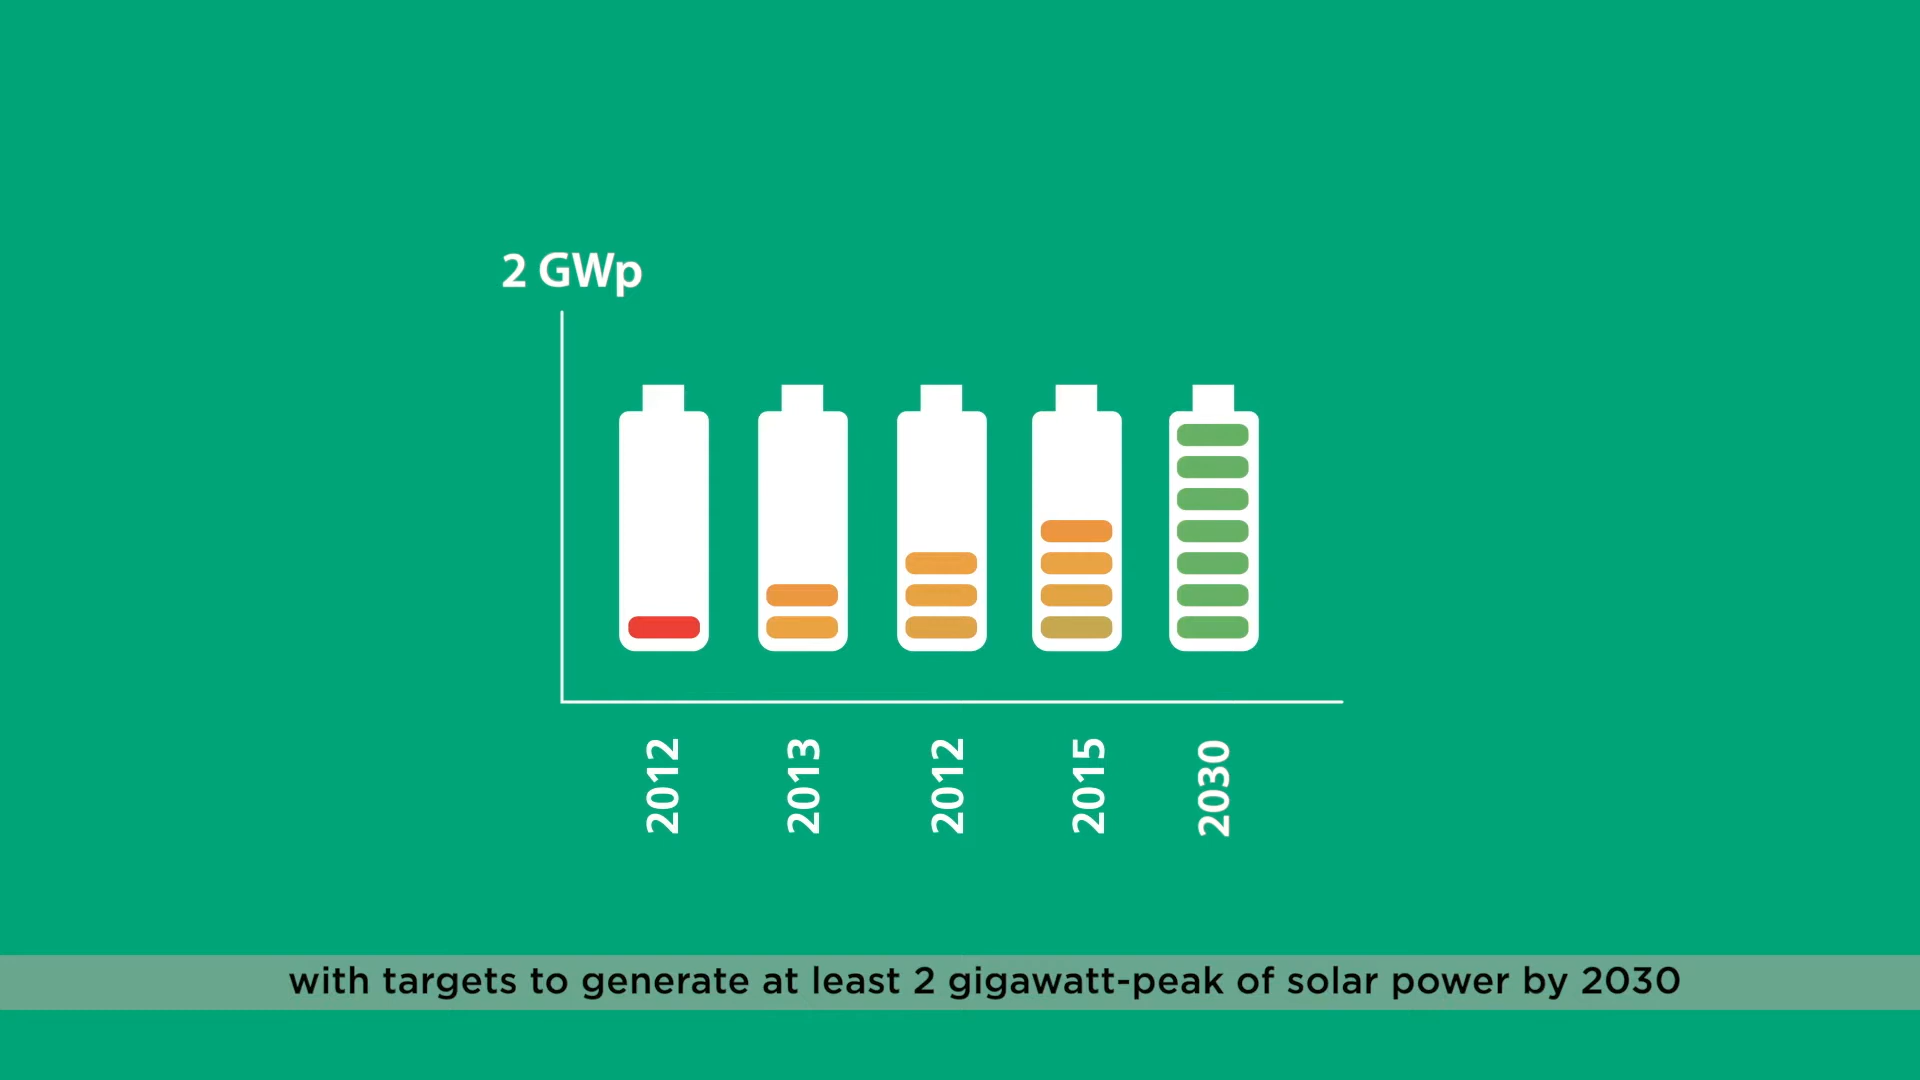 2 GWp
2012
2013
2012
2015
2030
with targets to generate at least 2 gigawatt-peak of solar power by 2030